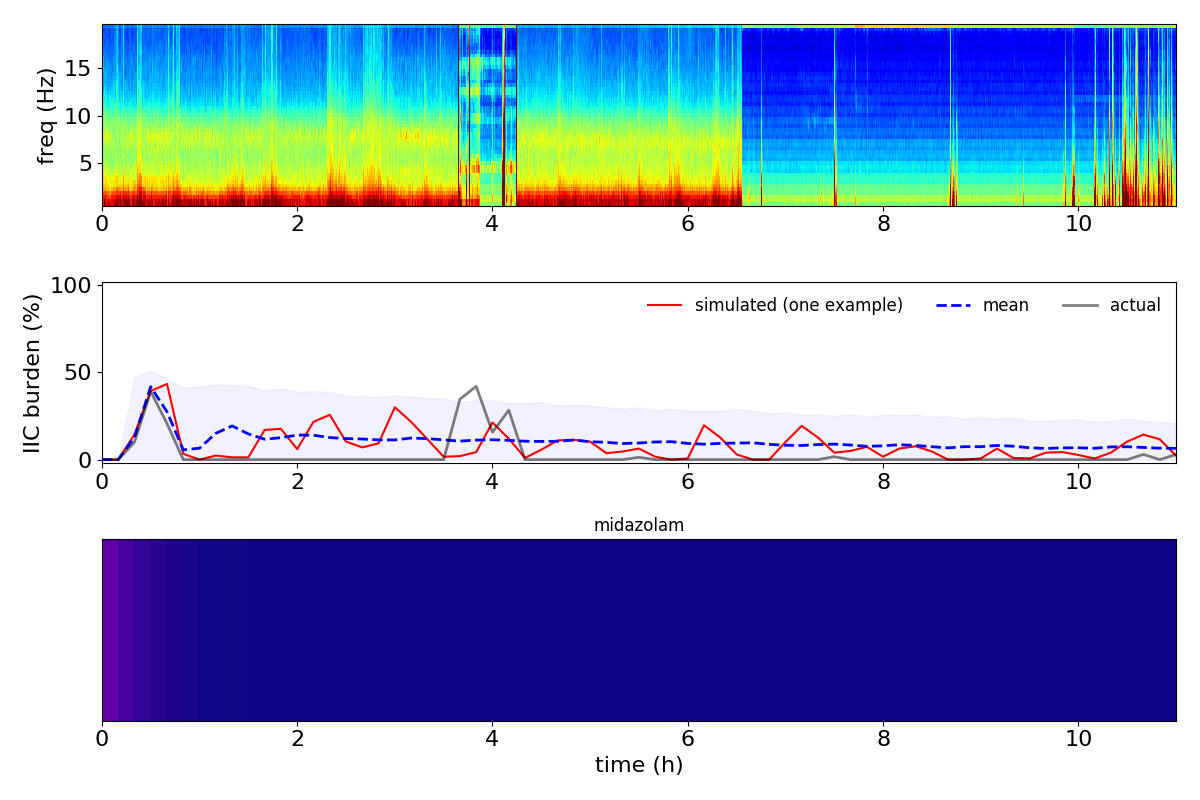 freq (Hz)
15
10
5
0 2 4 6 8 10
IIC burden (%)
100
50
0
simulated (one example) mean actual
0 2 4 6 8 10
midazolam
0 2 4 6 8 10
time (h)